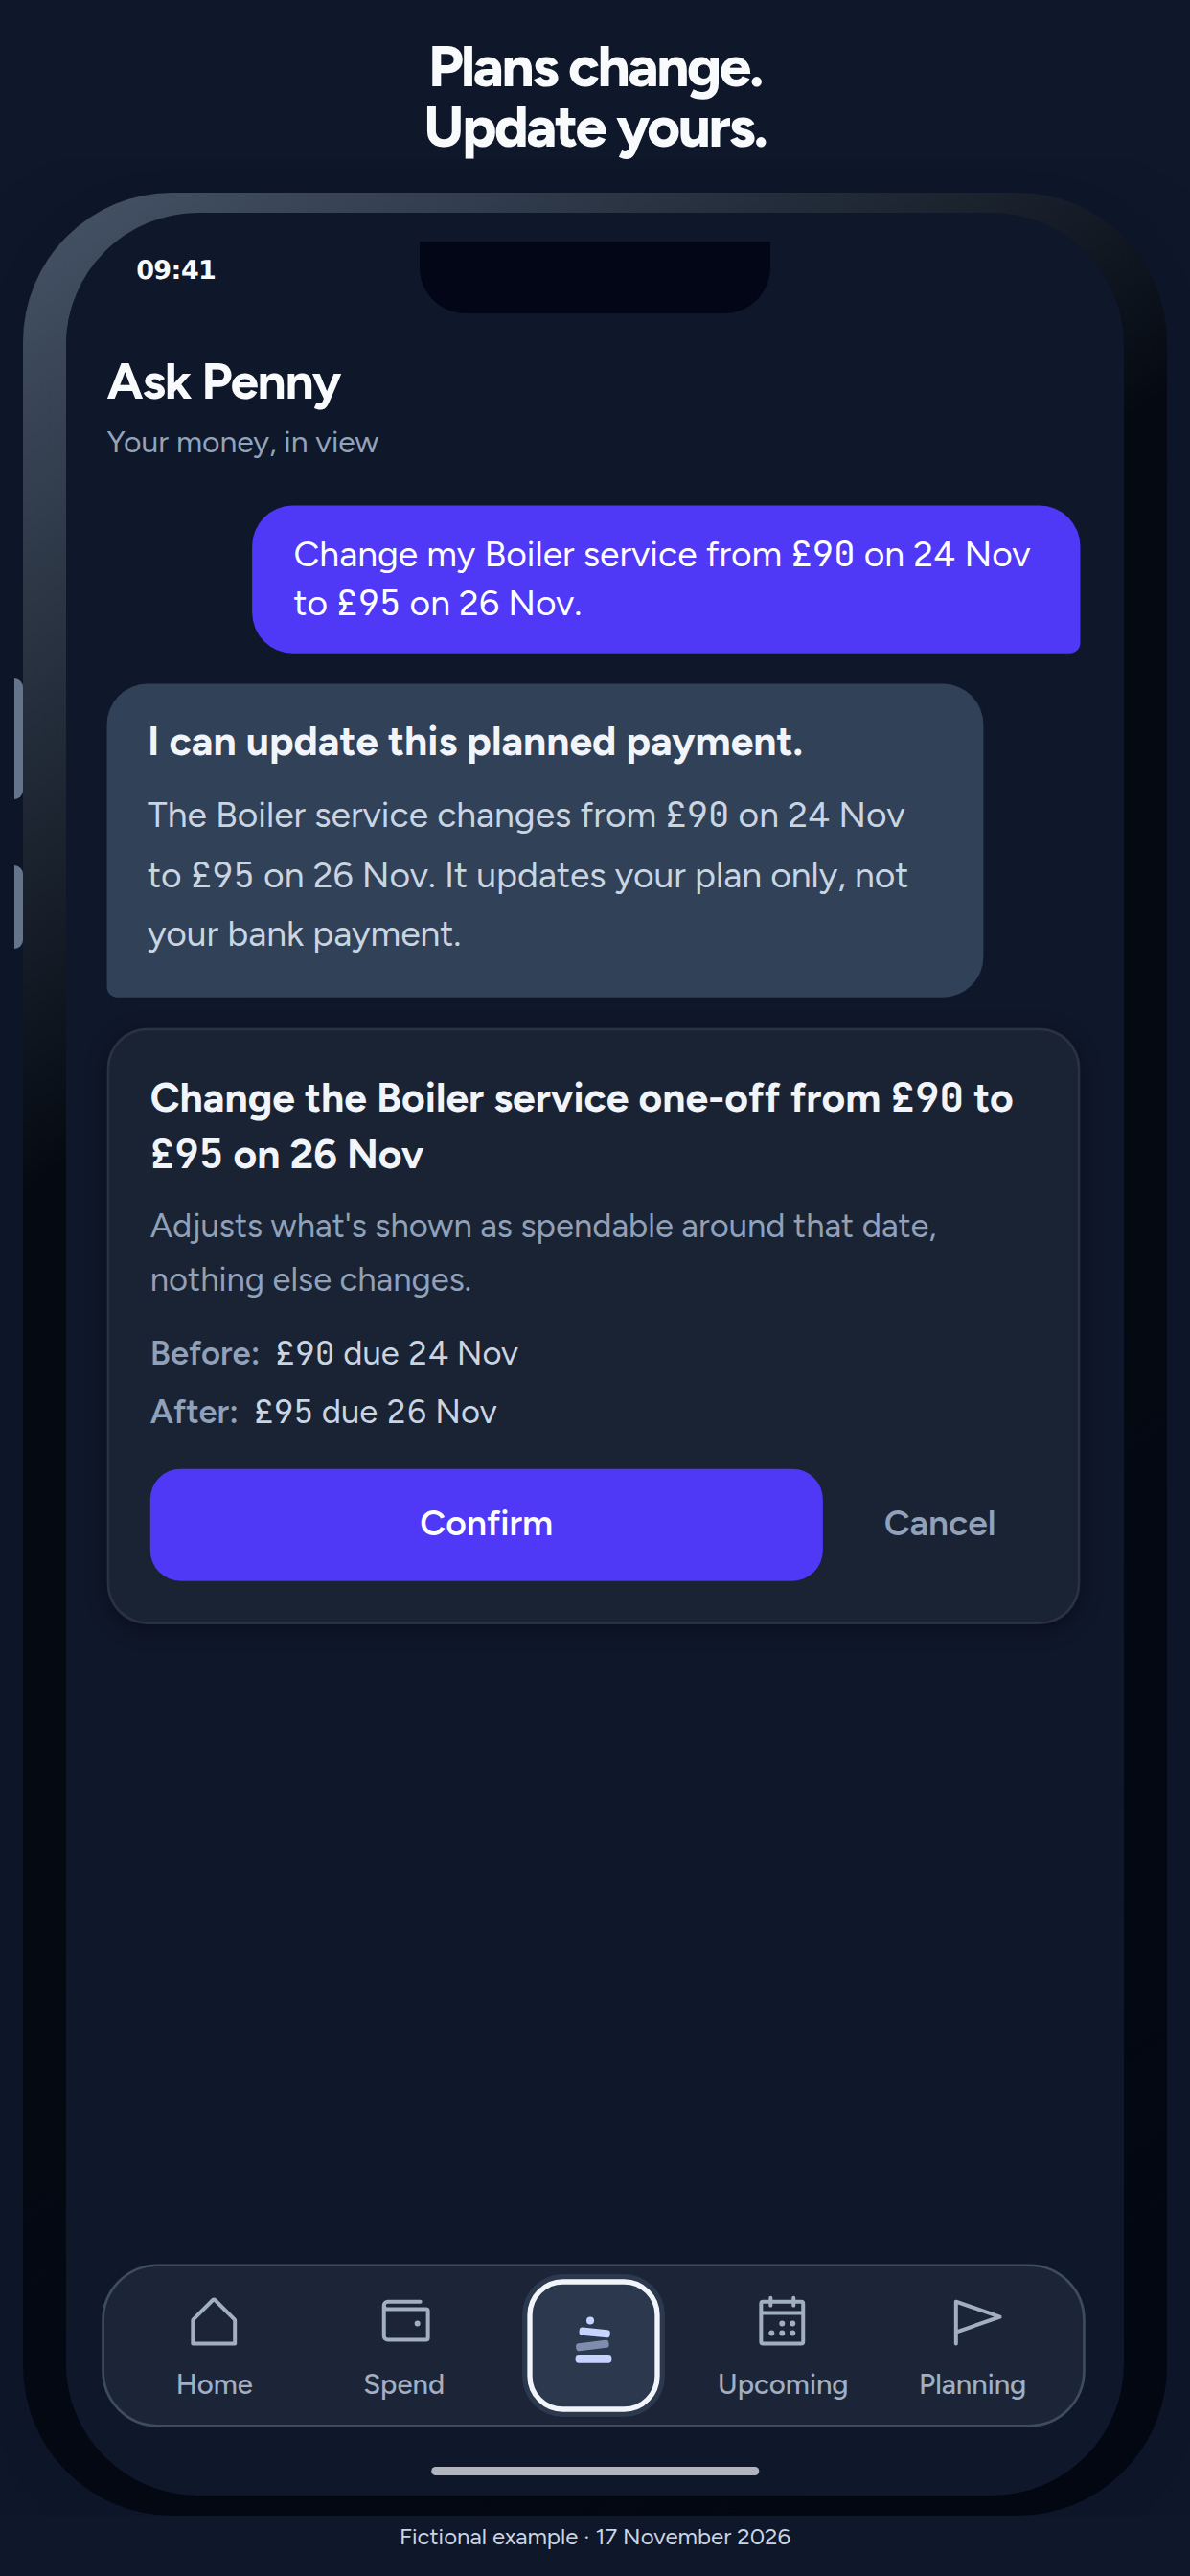 Plans change.
Update yours.
09:41
Ask Penny
Your money, in view
Change my Boiler service from £90 on 24 Nov
to £95 on 26 Nov.
I can update this planned payment.
The Boiler service changes from £90 on 24 Nov
to £95 on 26 Nov. It updates your plan only, not
your bank payment.
Change the Boiler service one-off from £90 to
£95 on 26 Nov
Adjusts what's shown as spendable around that date,
nothing else changes.
Before: £90 due 24 Nov
After: £95 due 26 Nov
Confirm
Cancel
Home
Spend
Upcoming
Planning
Fictional example · 17 November 2026